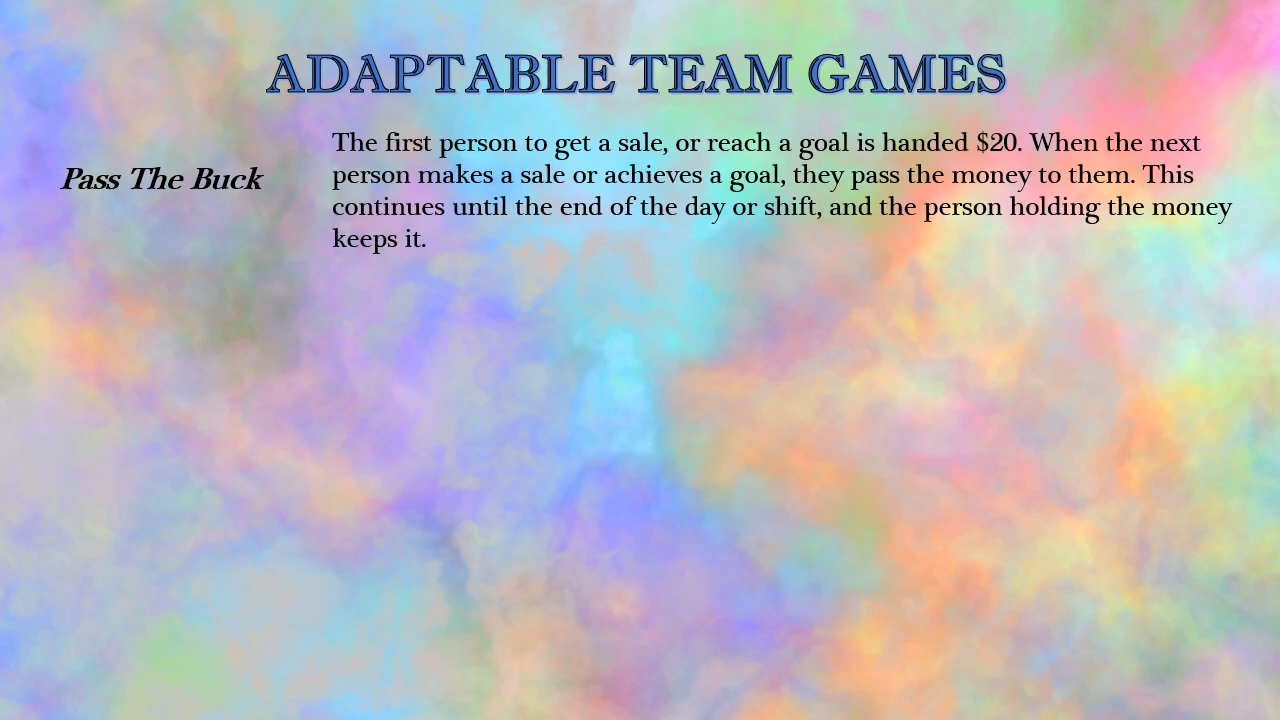 ADAPTABLE TEAM GAMES
Pass The Buck
The first person to get a sale, or reach a goal is handed $20. When the next
person makes a sale or achieves a goal, they pass the money to them. This
continues until the end of the day or shift, and the person holding the money
keeps it.